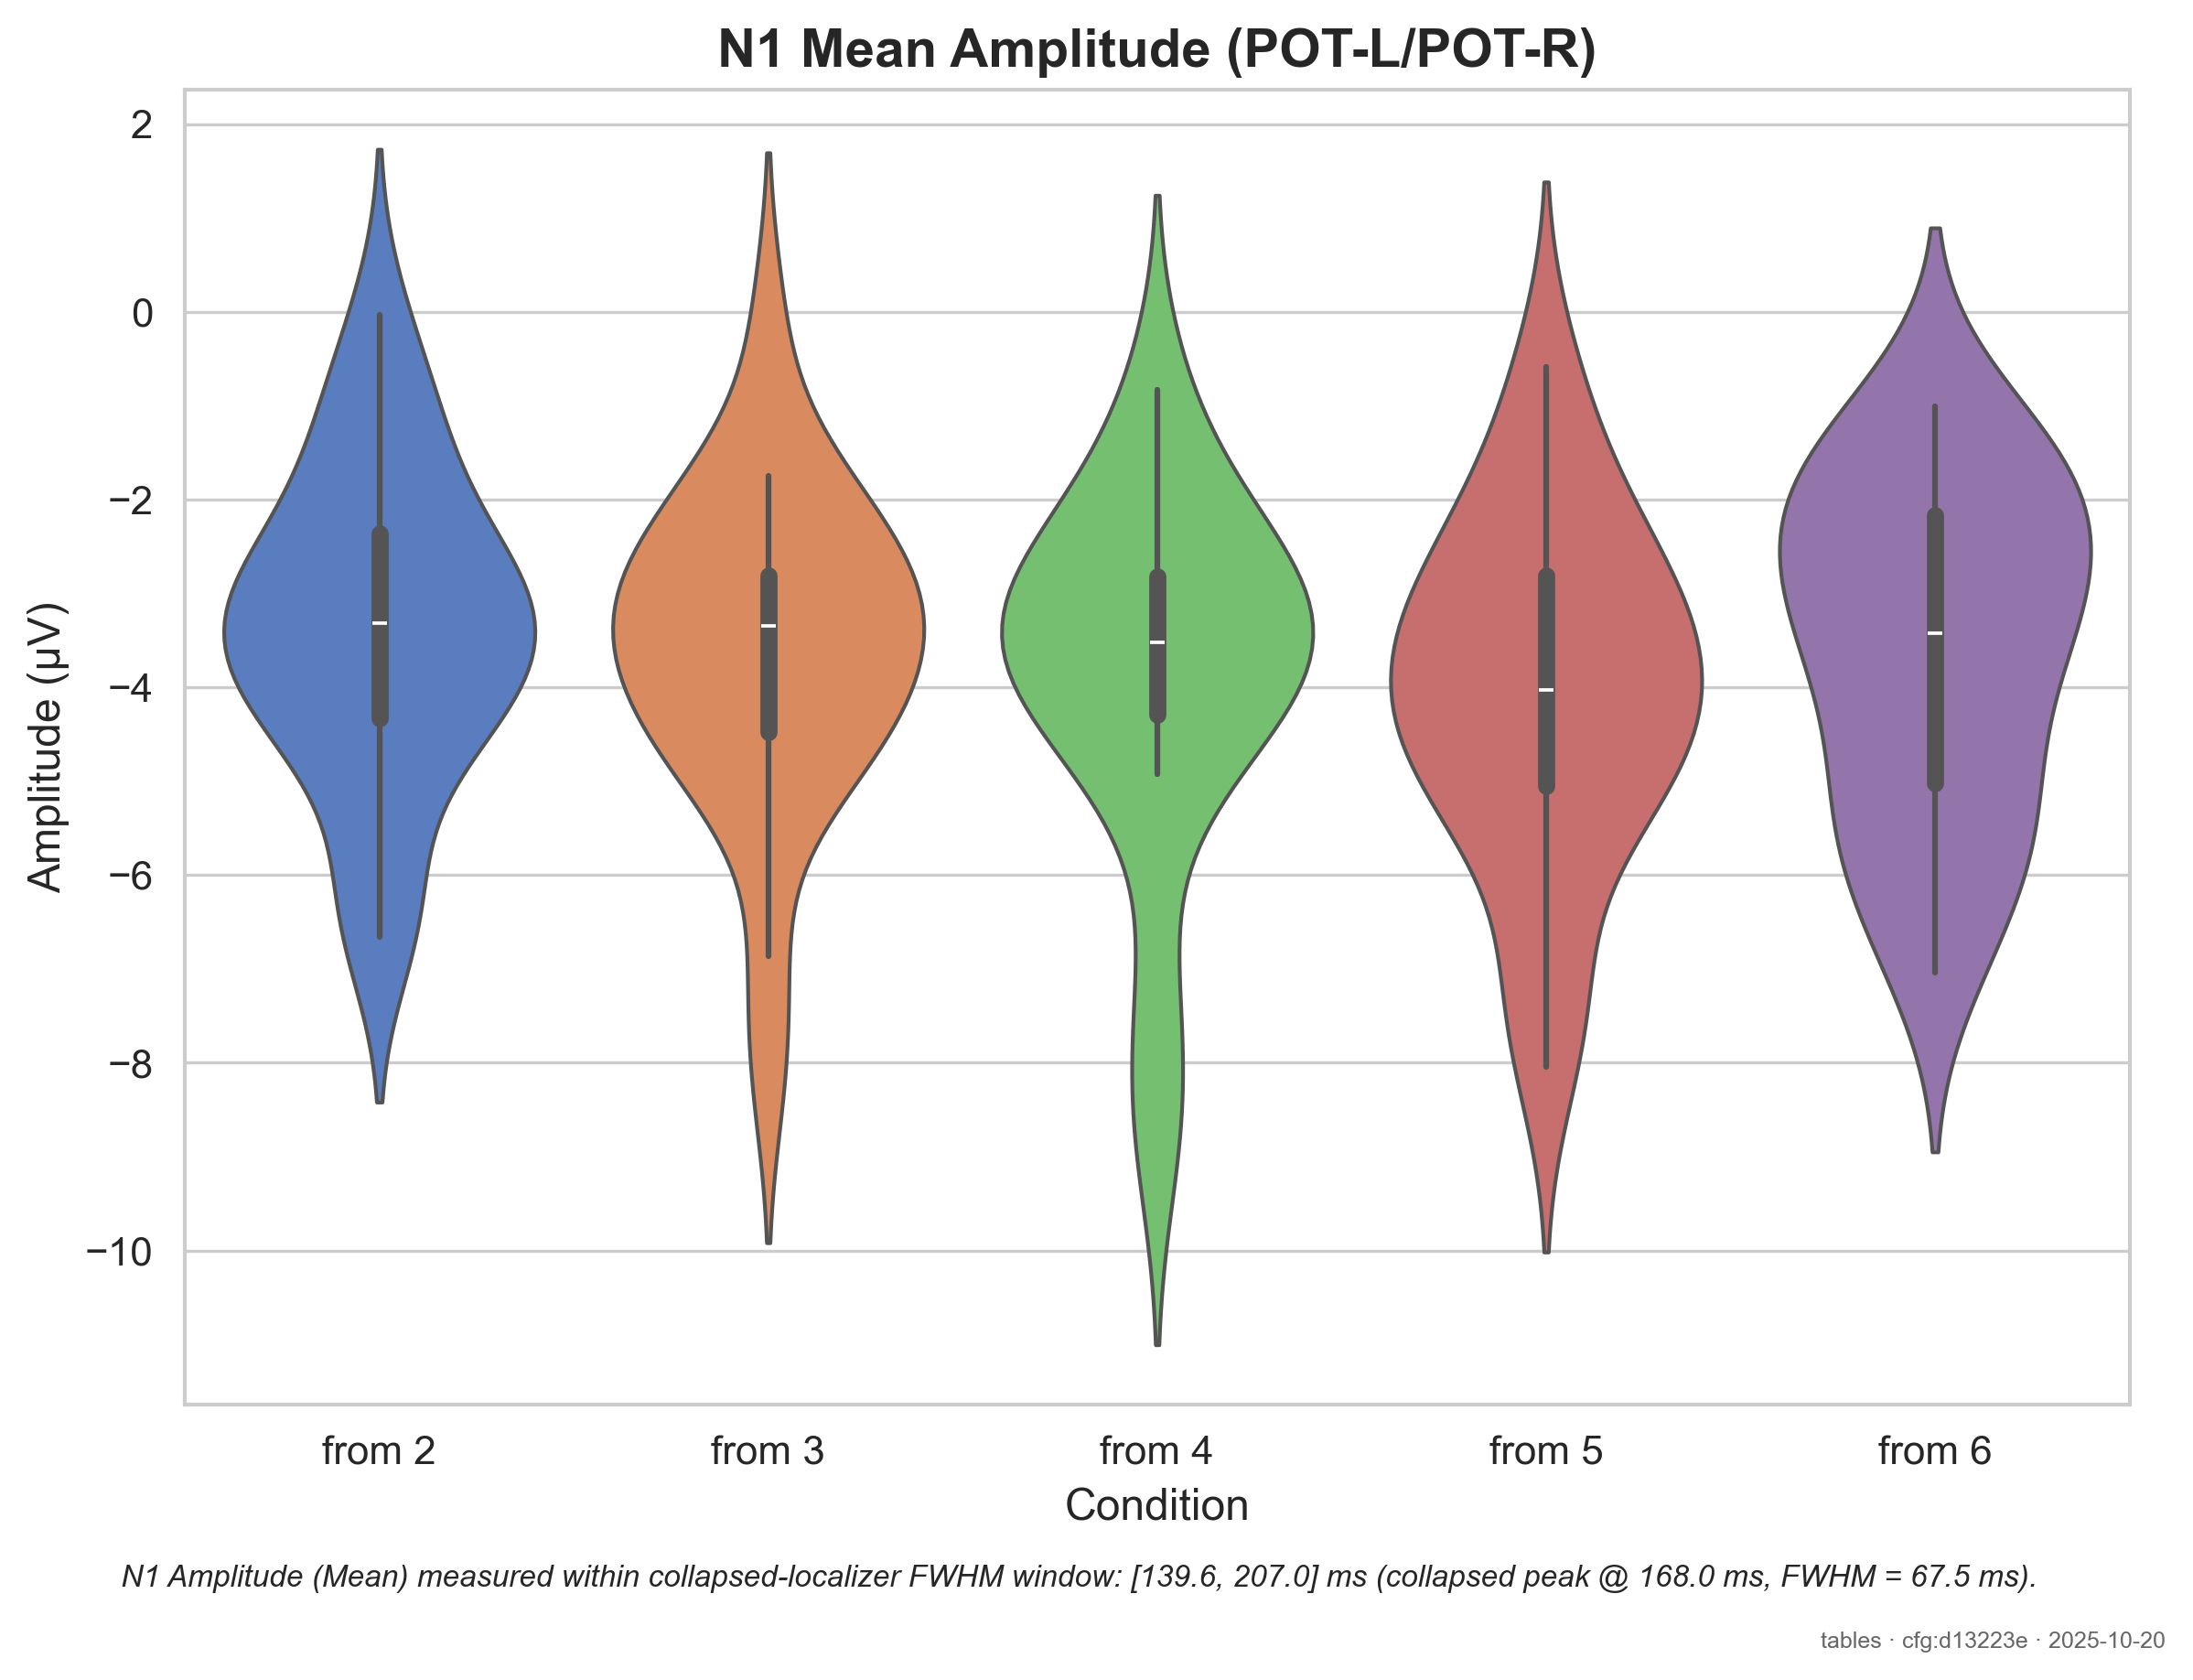 N1 Mean Amplitude (POT-L/POT-R)
Amplitude (µV)
2
0
−2
−4
−6
−8
−10
from 2 from 3 from 4 from 5 from 6
Condition
N1 Amplitude (Mean) measured within collapsed-localizer FWHM window: [139.6, 207.0] ms (collapsed peak @ 168.0 ms, FWHM = 67.5 ms).
tables · cfg:d13223e · 2025-10-20